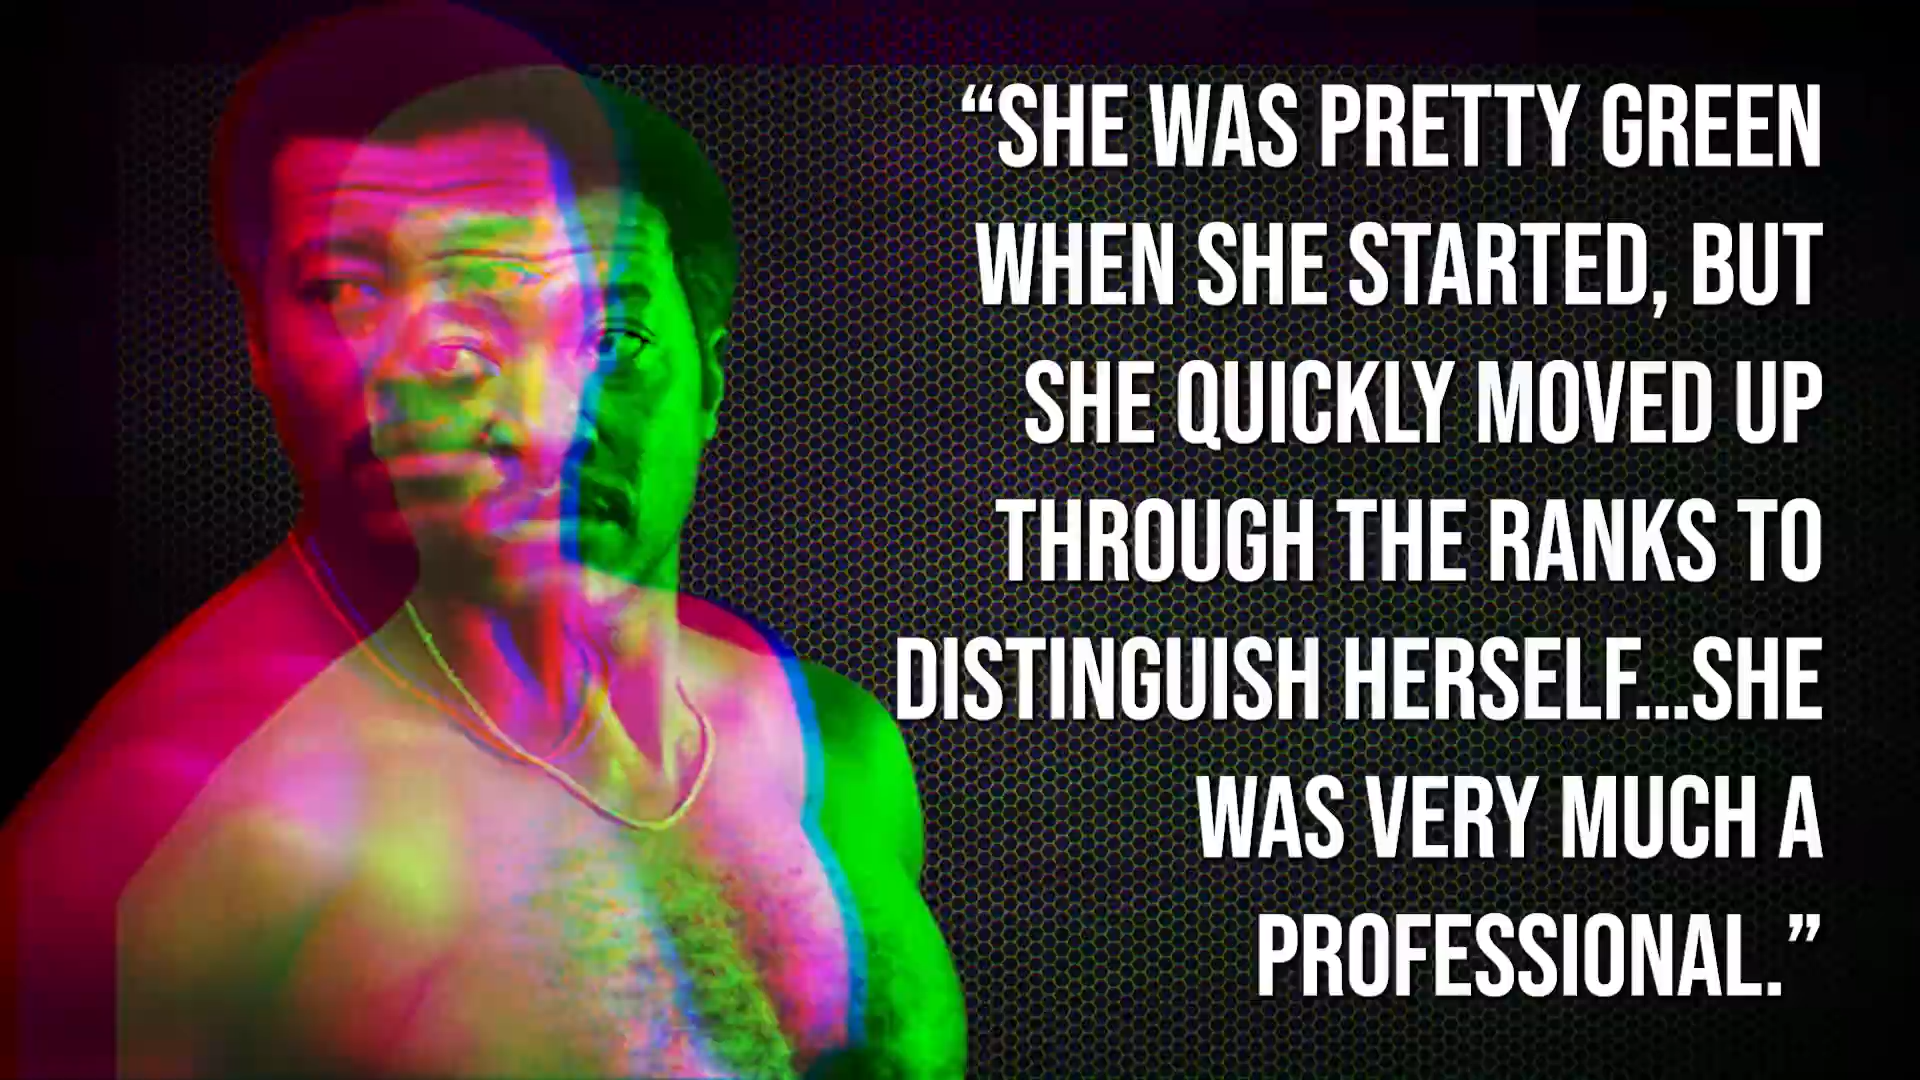 “SHE WAS PRETTY GREEN
WHEN SHE STARTED, BUT
SHE QUICKLY MOVED UP
THROUGH THE RANKS TO
DISTINGUISH HERSELF...SHE
WAS VERY MUCH A
PROFESSIONAL.”